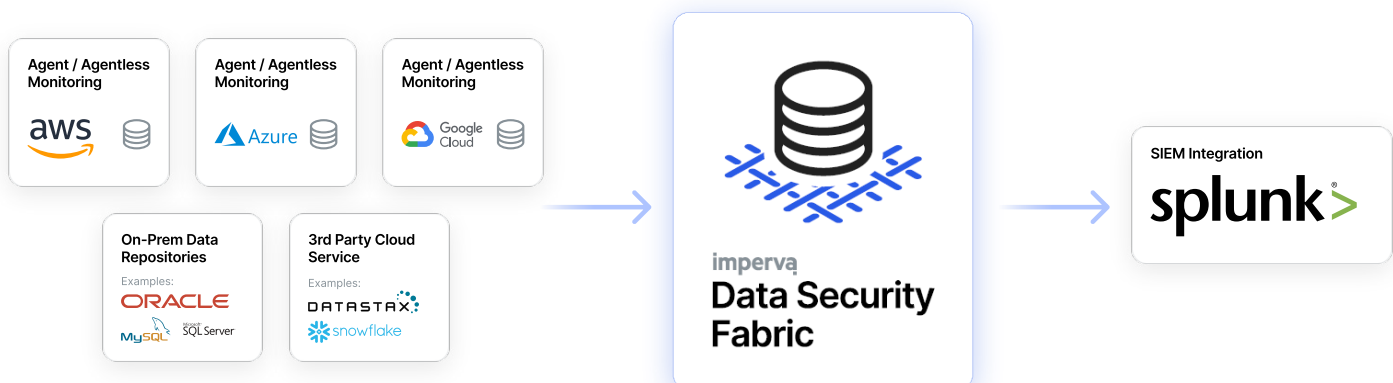 Agent / Agentless
Monitoring
aws
Agent / Agentless
Monitoring
Azure
Agent / Agentless
Monitoring
Google
Cloud
On-Prem Data
Repositories
Examples:
ORACLE
MySQL
Microsoft
SQL Server
3rd Party Cloud
Service
Examples:
DATASTAX
snowflake
imperva
Data Security
Fabric
SIEM Integration
splunk>
®